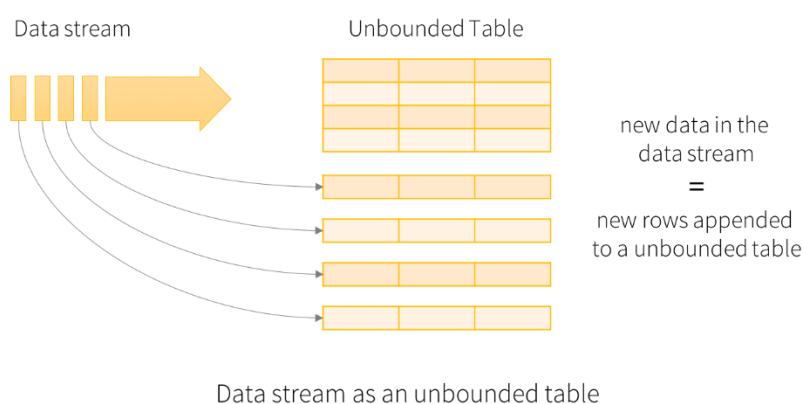 Data stream
Unbounded Table
new data in the
data stream
=
new rows appended
to a unbounded table
Data stream as an unbounded table